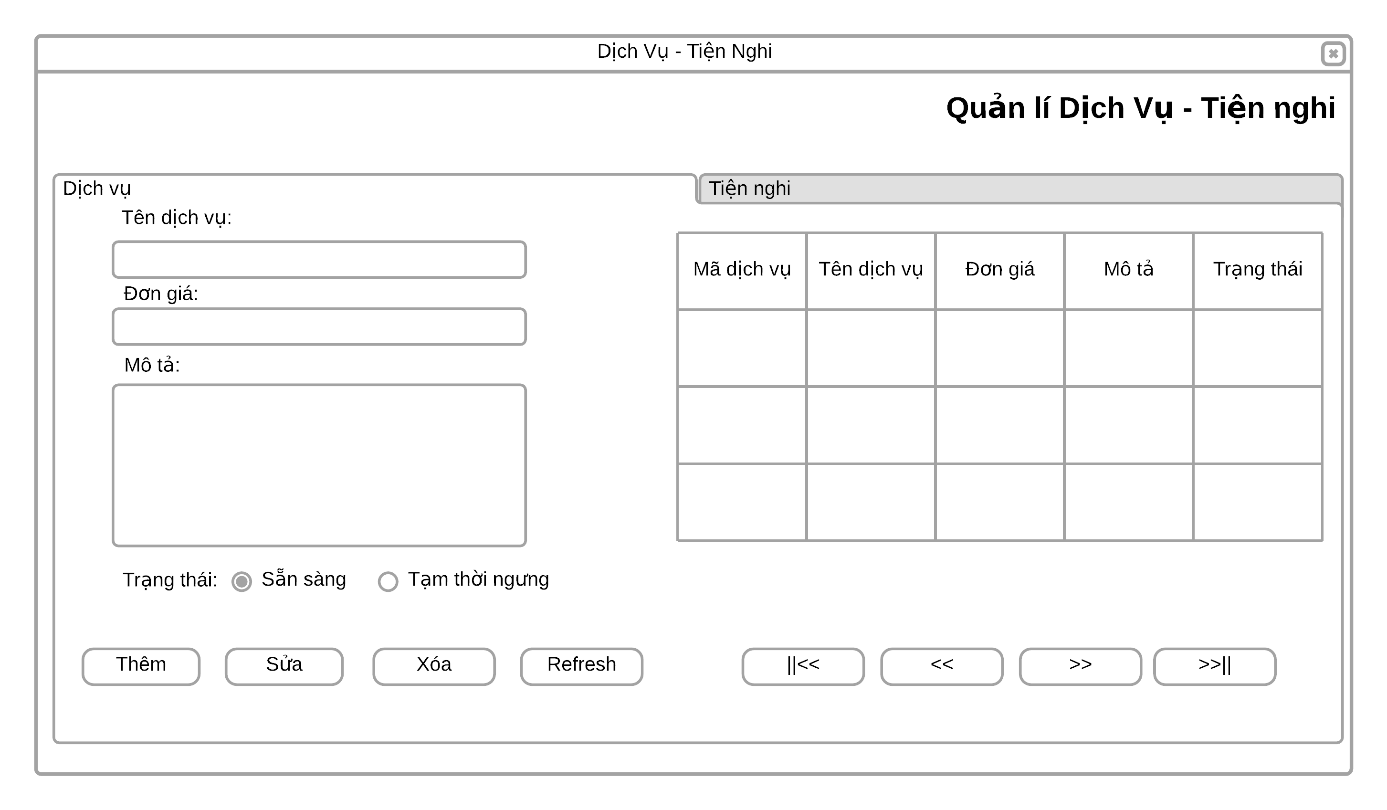 Dịch Vụ - Tiện Nghi
Quản lí Dịch Vụ - Tiện nghi
Dịch vụ
Tiện nghi
Tên dịch vụ:
Đơn giá:
Mô tả:
Mã dịch vụ
Tên dịch vụ
Đơn giá
Mô tả
Trạng thái
Trạng thái:
Sẵn sàng
Tạm thời ngưng
Thêm
Sửa
Xóa
Refresh
||<<
<<
>>
>>||